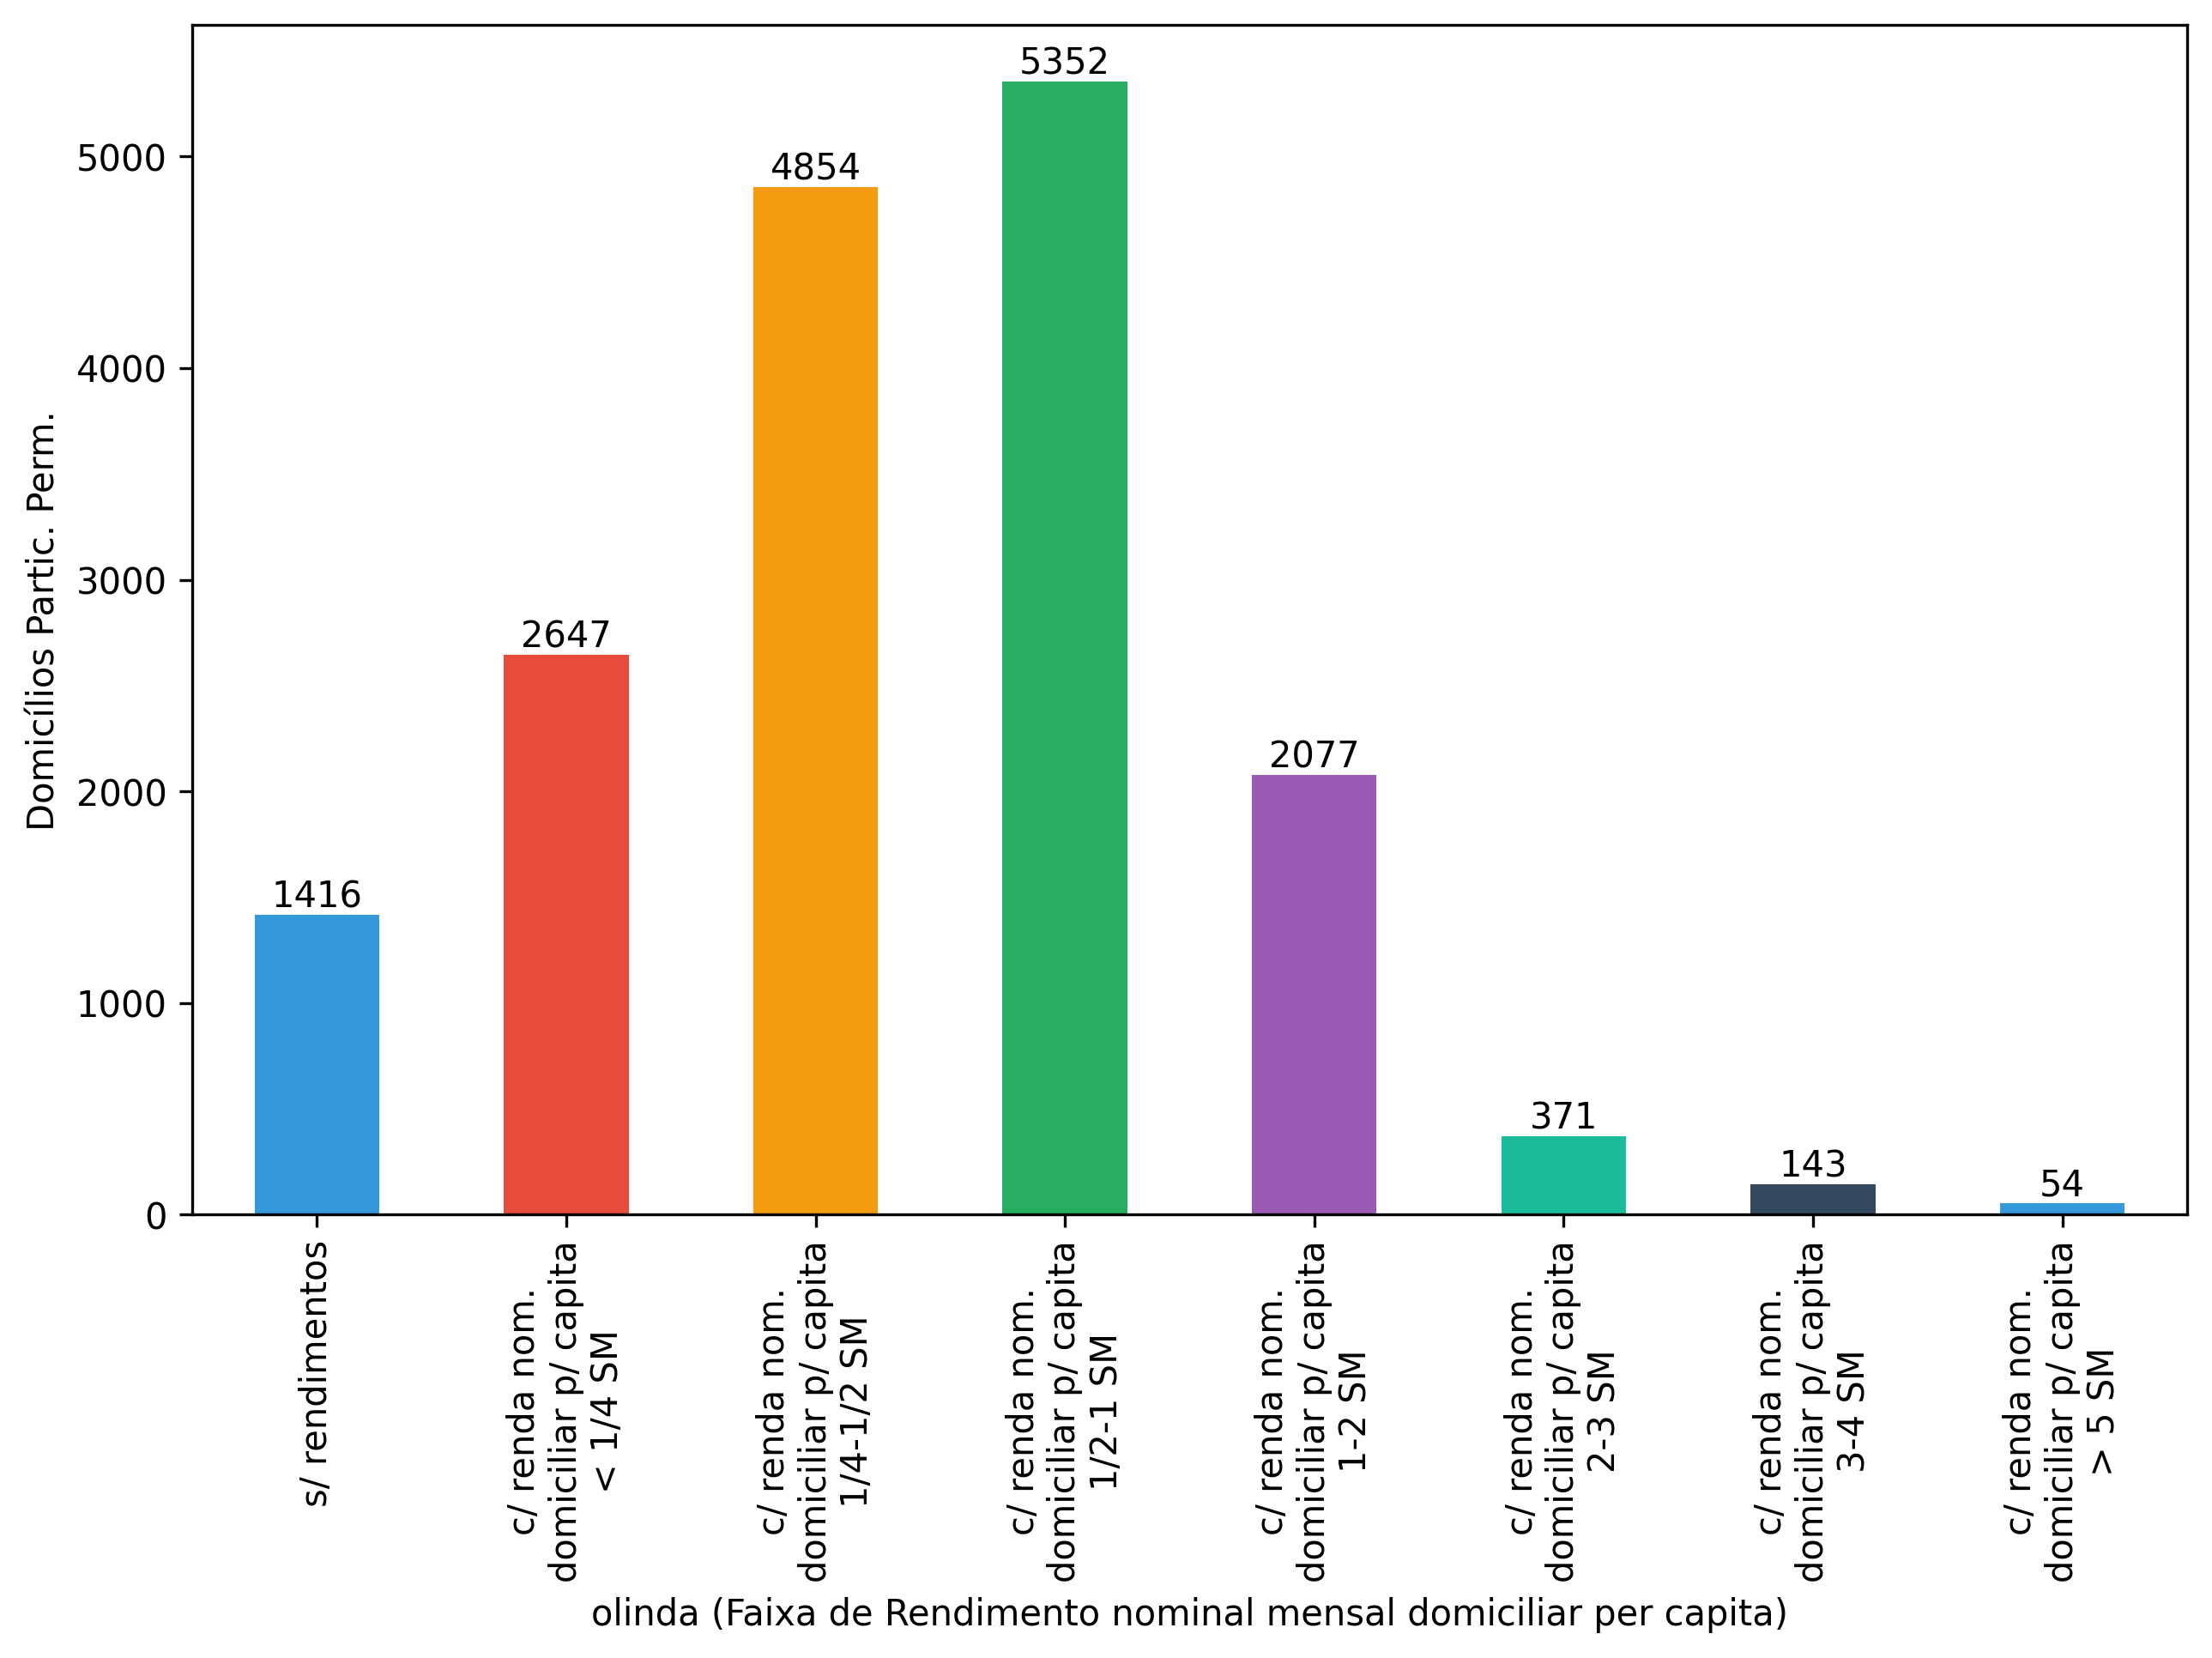 Domicílios Partic. Perm.
5000
4000
3000
2000
1000
0
1416
2647
4854
5352
2077
371
143
54
s/ rendimentos
c/ renda nom.
domiciliar p/ capita
< 1/4 SM
c/ renda nom.
domiciliar p/ capita
1/4-1/2 SM
c/ renda nom.
domiciliar p/ capita
1/2-1 SM
c/ renda nom.
domiciliar p/ capita
1-2 SM
c/ renda nom.
domiciliar p/ capita
2-3 SM
c/ renda nom.
domiciliar p/ capita
3-4 SM
c/ renda nom.
domiciliar p/ capita
> 5 SM
olinda (Faixa de Rendimento nominal mensal domiciliar per capita)